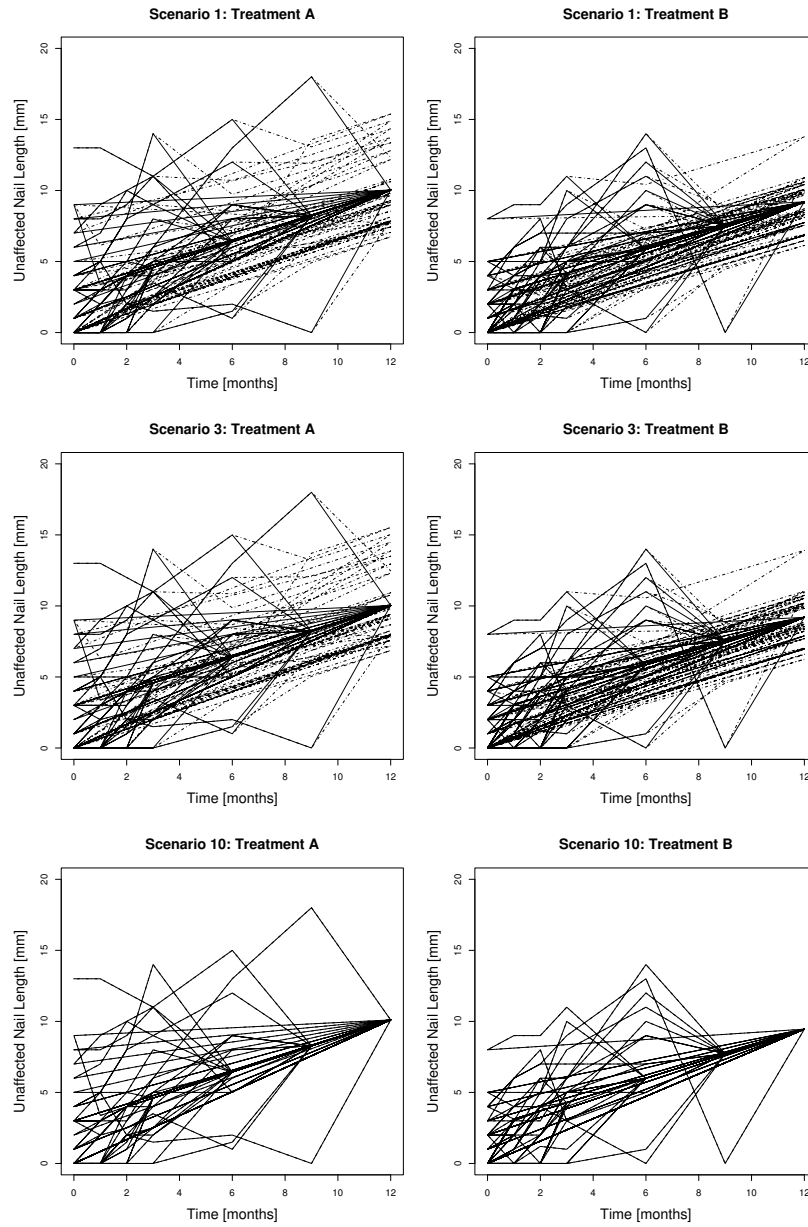 Scenario 1: Treatment A
Unaffected Nail Length [mm]
20
15
10
5
0
0 2 4 6 8 10 12
Time [months]
Scenario 1: Treatment B
Unaffected Nail Length [mm]
20
15
10
5
0
0 2 4 6 8 10 12
Time [months]
Scenario 3: Treatment A
Unaffected Nail Length [mm]
20
15
10
5
0
0 2 4 6 8 10 12
Time [months]
Scenario 3: Treatment B
Unaffected Nail Length [mm]
20
15
10
5
0
0 2 4 6 8 10 12
Time [months]
Scenario 10: Treatment A
Unaffected Nail Length [mm]
20
15
10
5
0
0 2 4 6 8 10 12
Time [months]
Scenario 10: Treatment B
Unaffected Nail Length [mm]
20
15
10
5
0
0 2 4 6 8 10 12
Time [months]